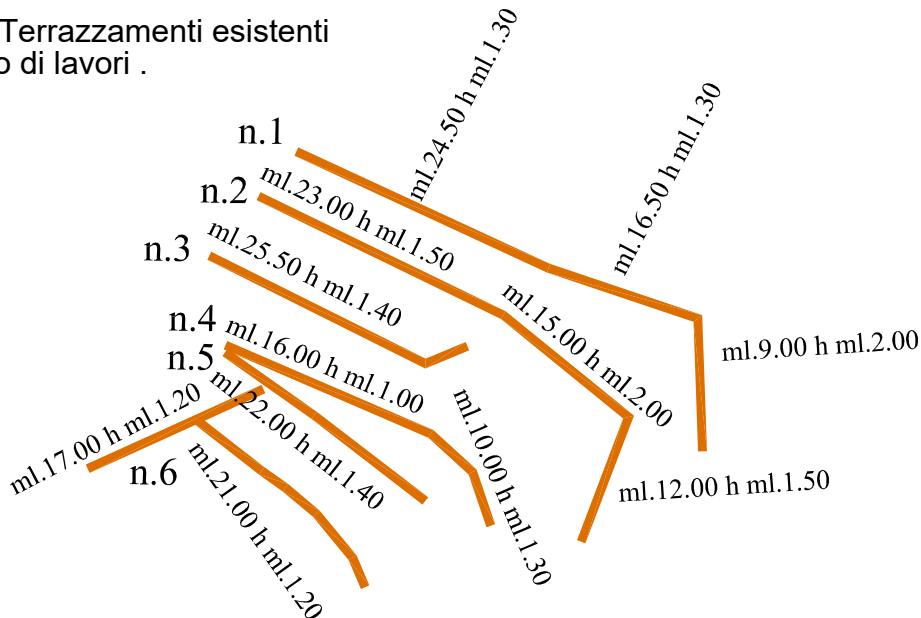 Terrazzamenti esistenti
di lavori .
n.1
ml.24.50 h ml.1.30
ml.16.50 h ml.1.30
ml.9.00 h ml.2.00
n.2
ml.23.00 h ml.1.50
ml.15.00 h ml.2.00
ml.12.00 h ml.1.50
n.3
ml.25.50 h ml.1.40
n.4
ml.16.00 h ml.1.00
ml.10.00 h ml.1.30
n.5
ml.22.00 h ml.1.40
ml.17.00 h ml.1.20
n.6
ml.21.00 h ml.1.20